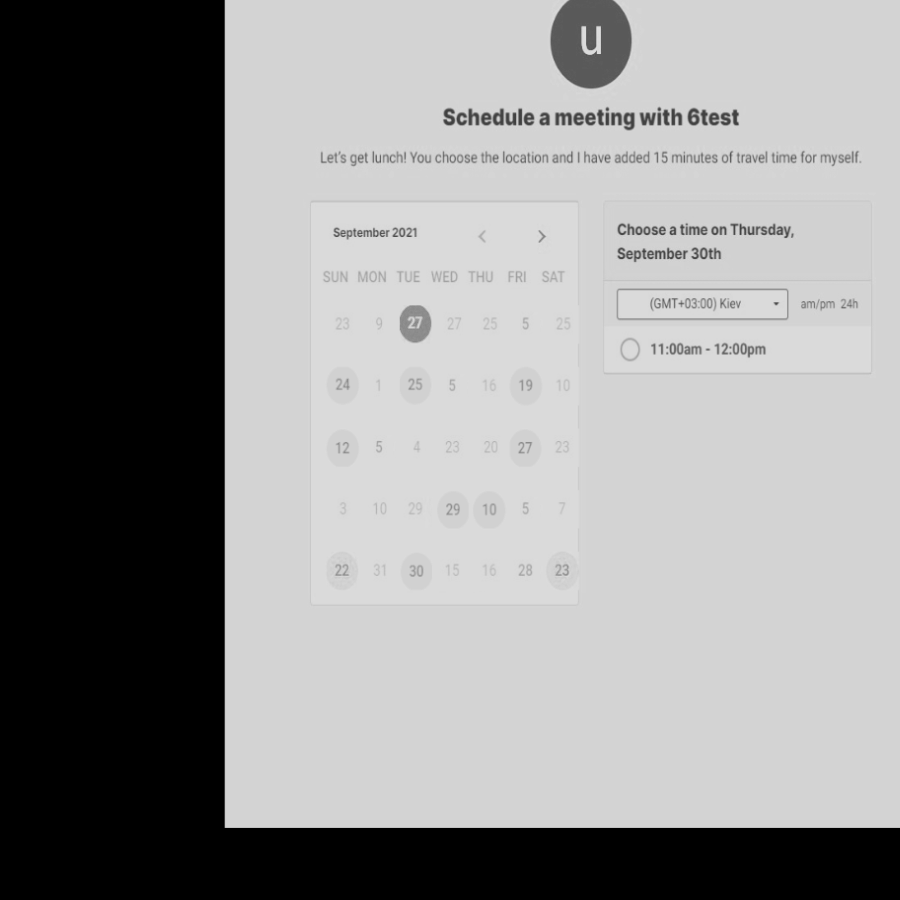 u
Schedule a meeting with 6test
Let's get lunch! You choose the location and I have added 15 minutes of travel time for myself.
September 2021
SUN MON TUE WED THU FRI SAT
23 9 27 27 25 5 25
24 1 25 5 16 19 10
12 5 4 23 20 27 23
3 10 29 29 10 5 7
22 31 30 15 16 28 23
Choose a time on Thursday,
September 30th
(GMT+03:00) Kiev am/pm 24h
11:00am - 12:00pm